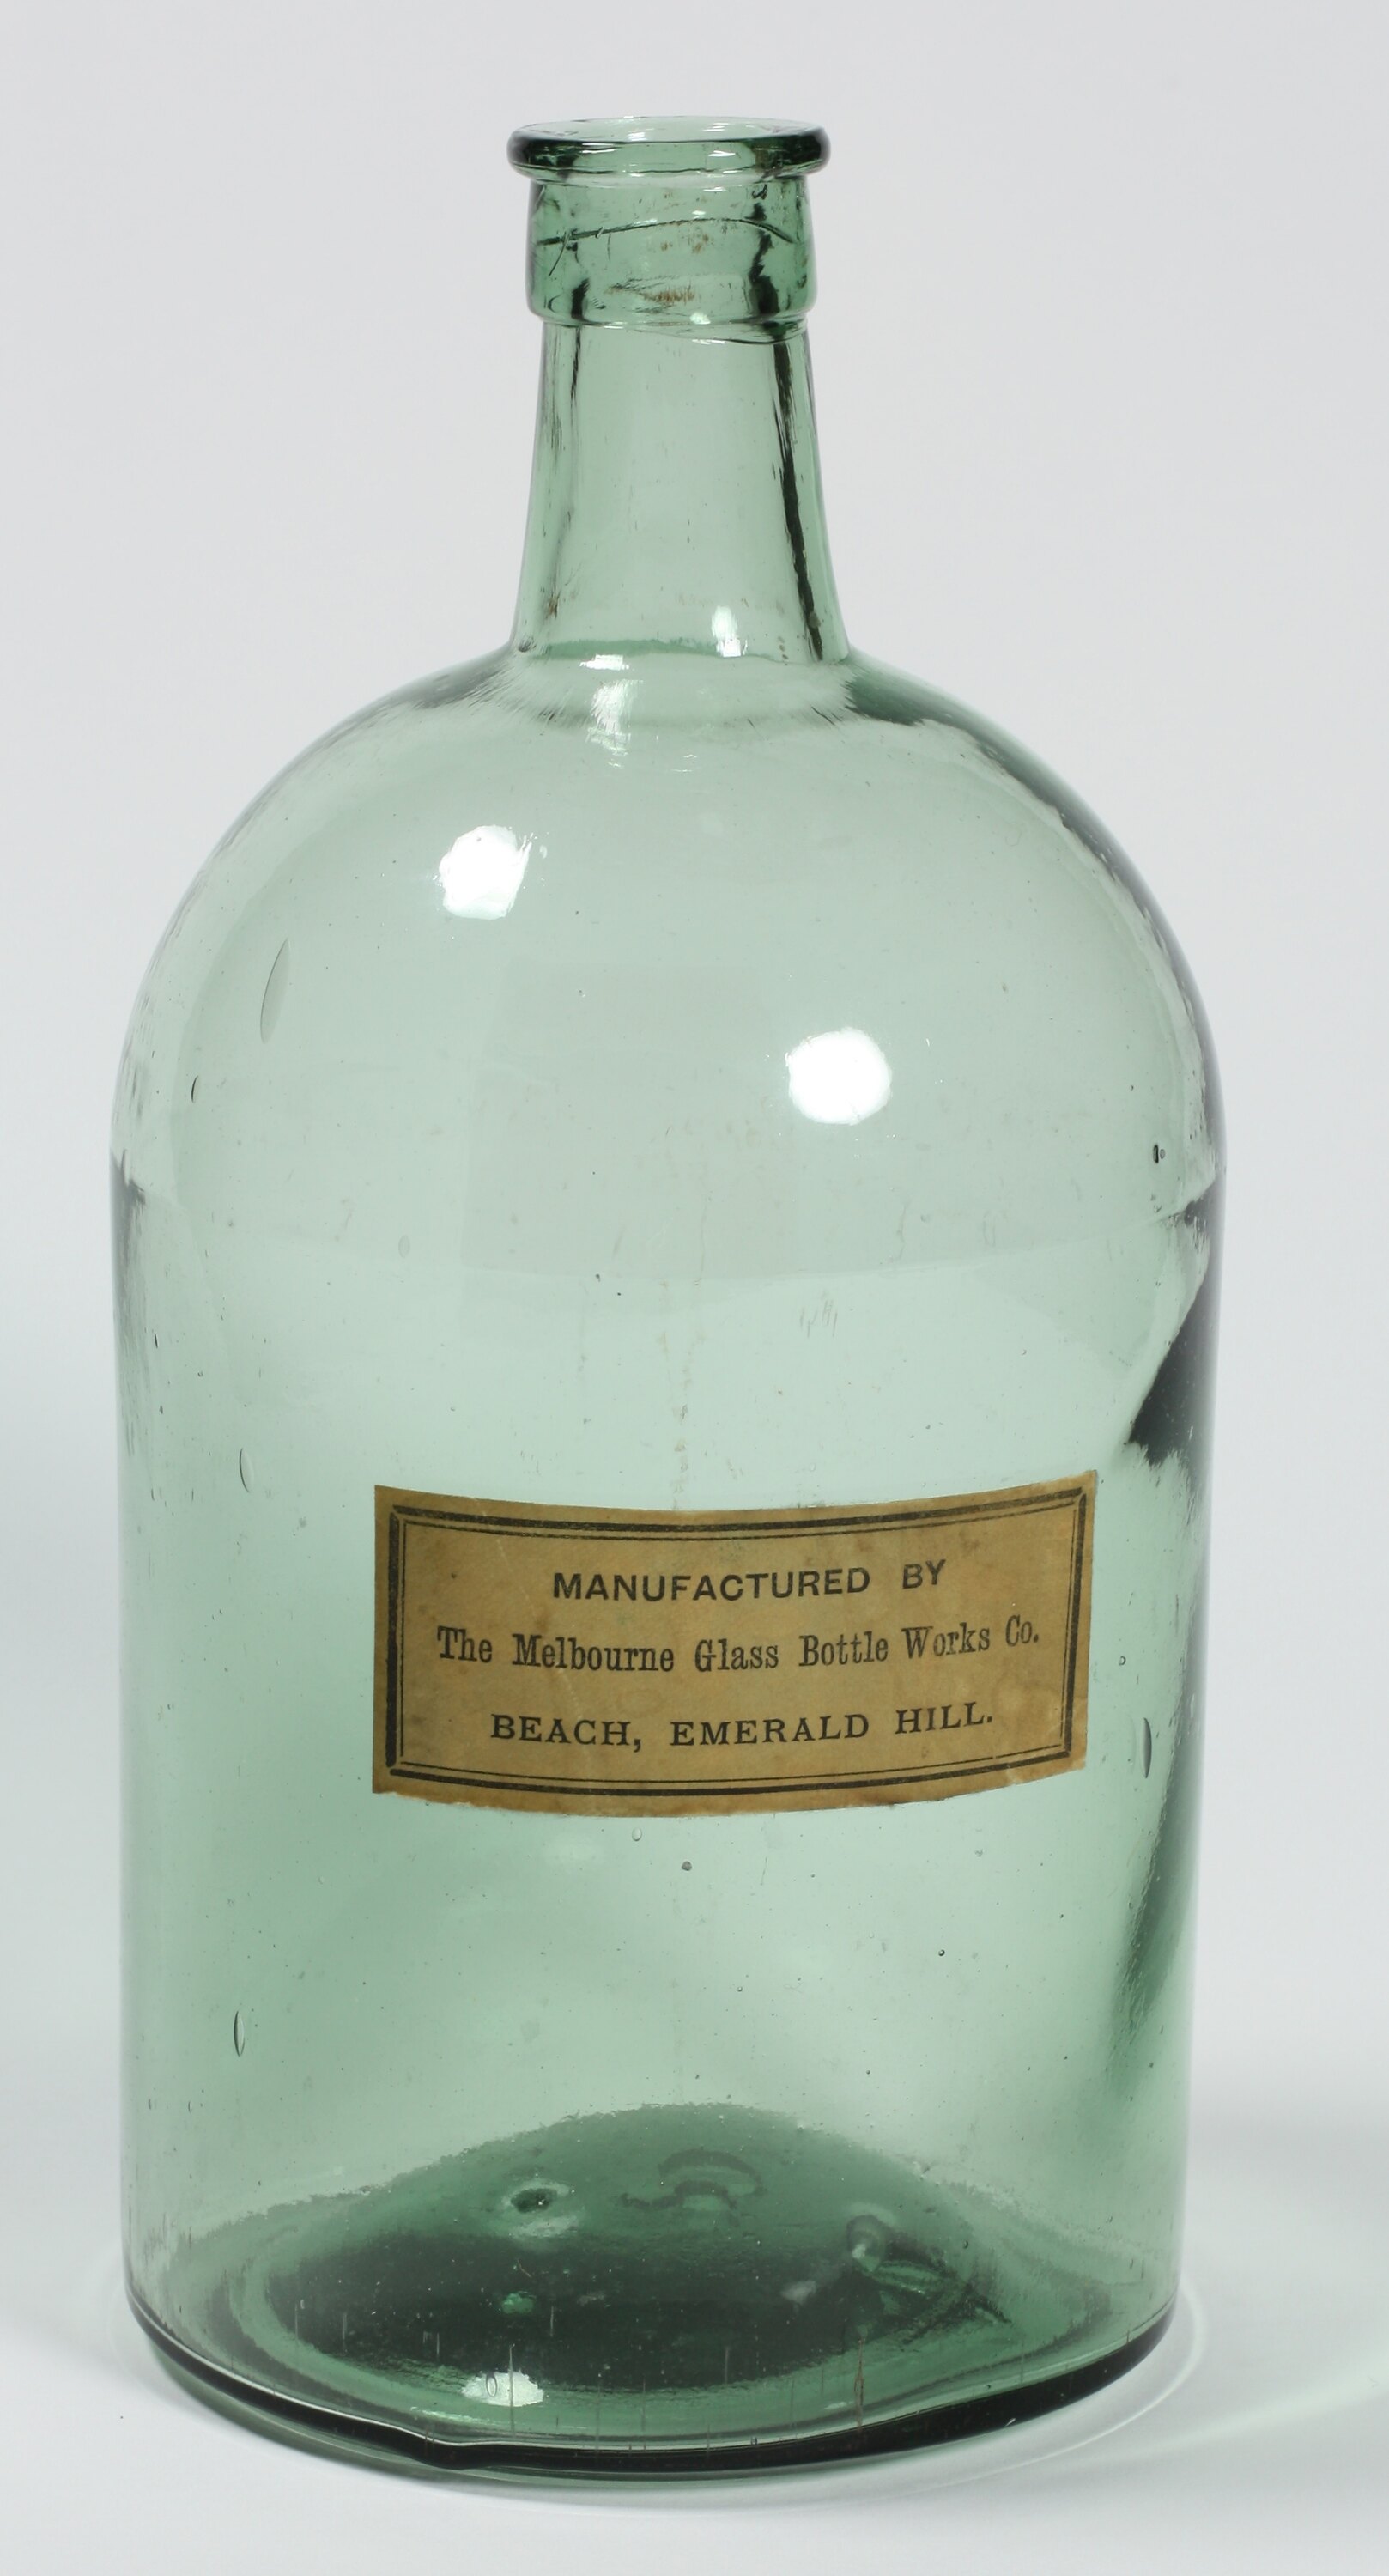 MANUFACTURED BY
The Melbourne Glass Bottle Works Co.
BEACH, EMERALD HILL.